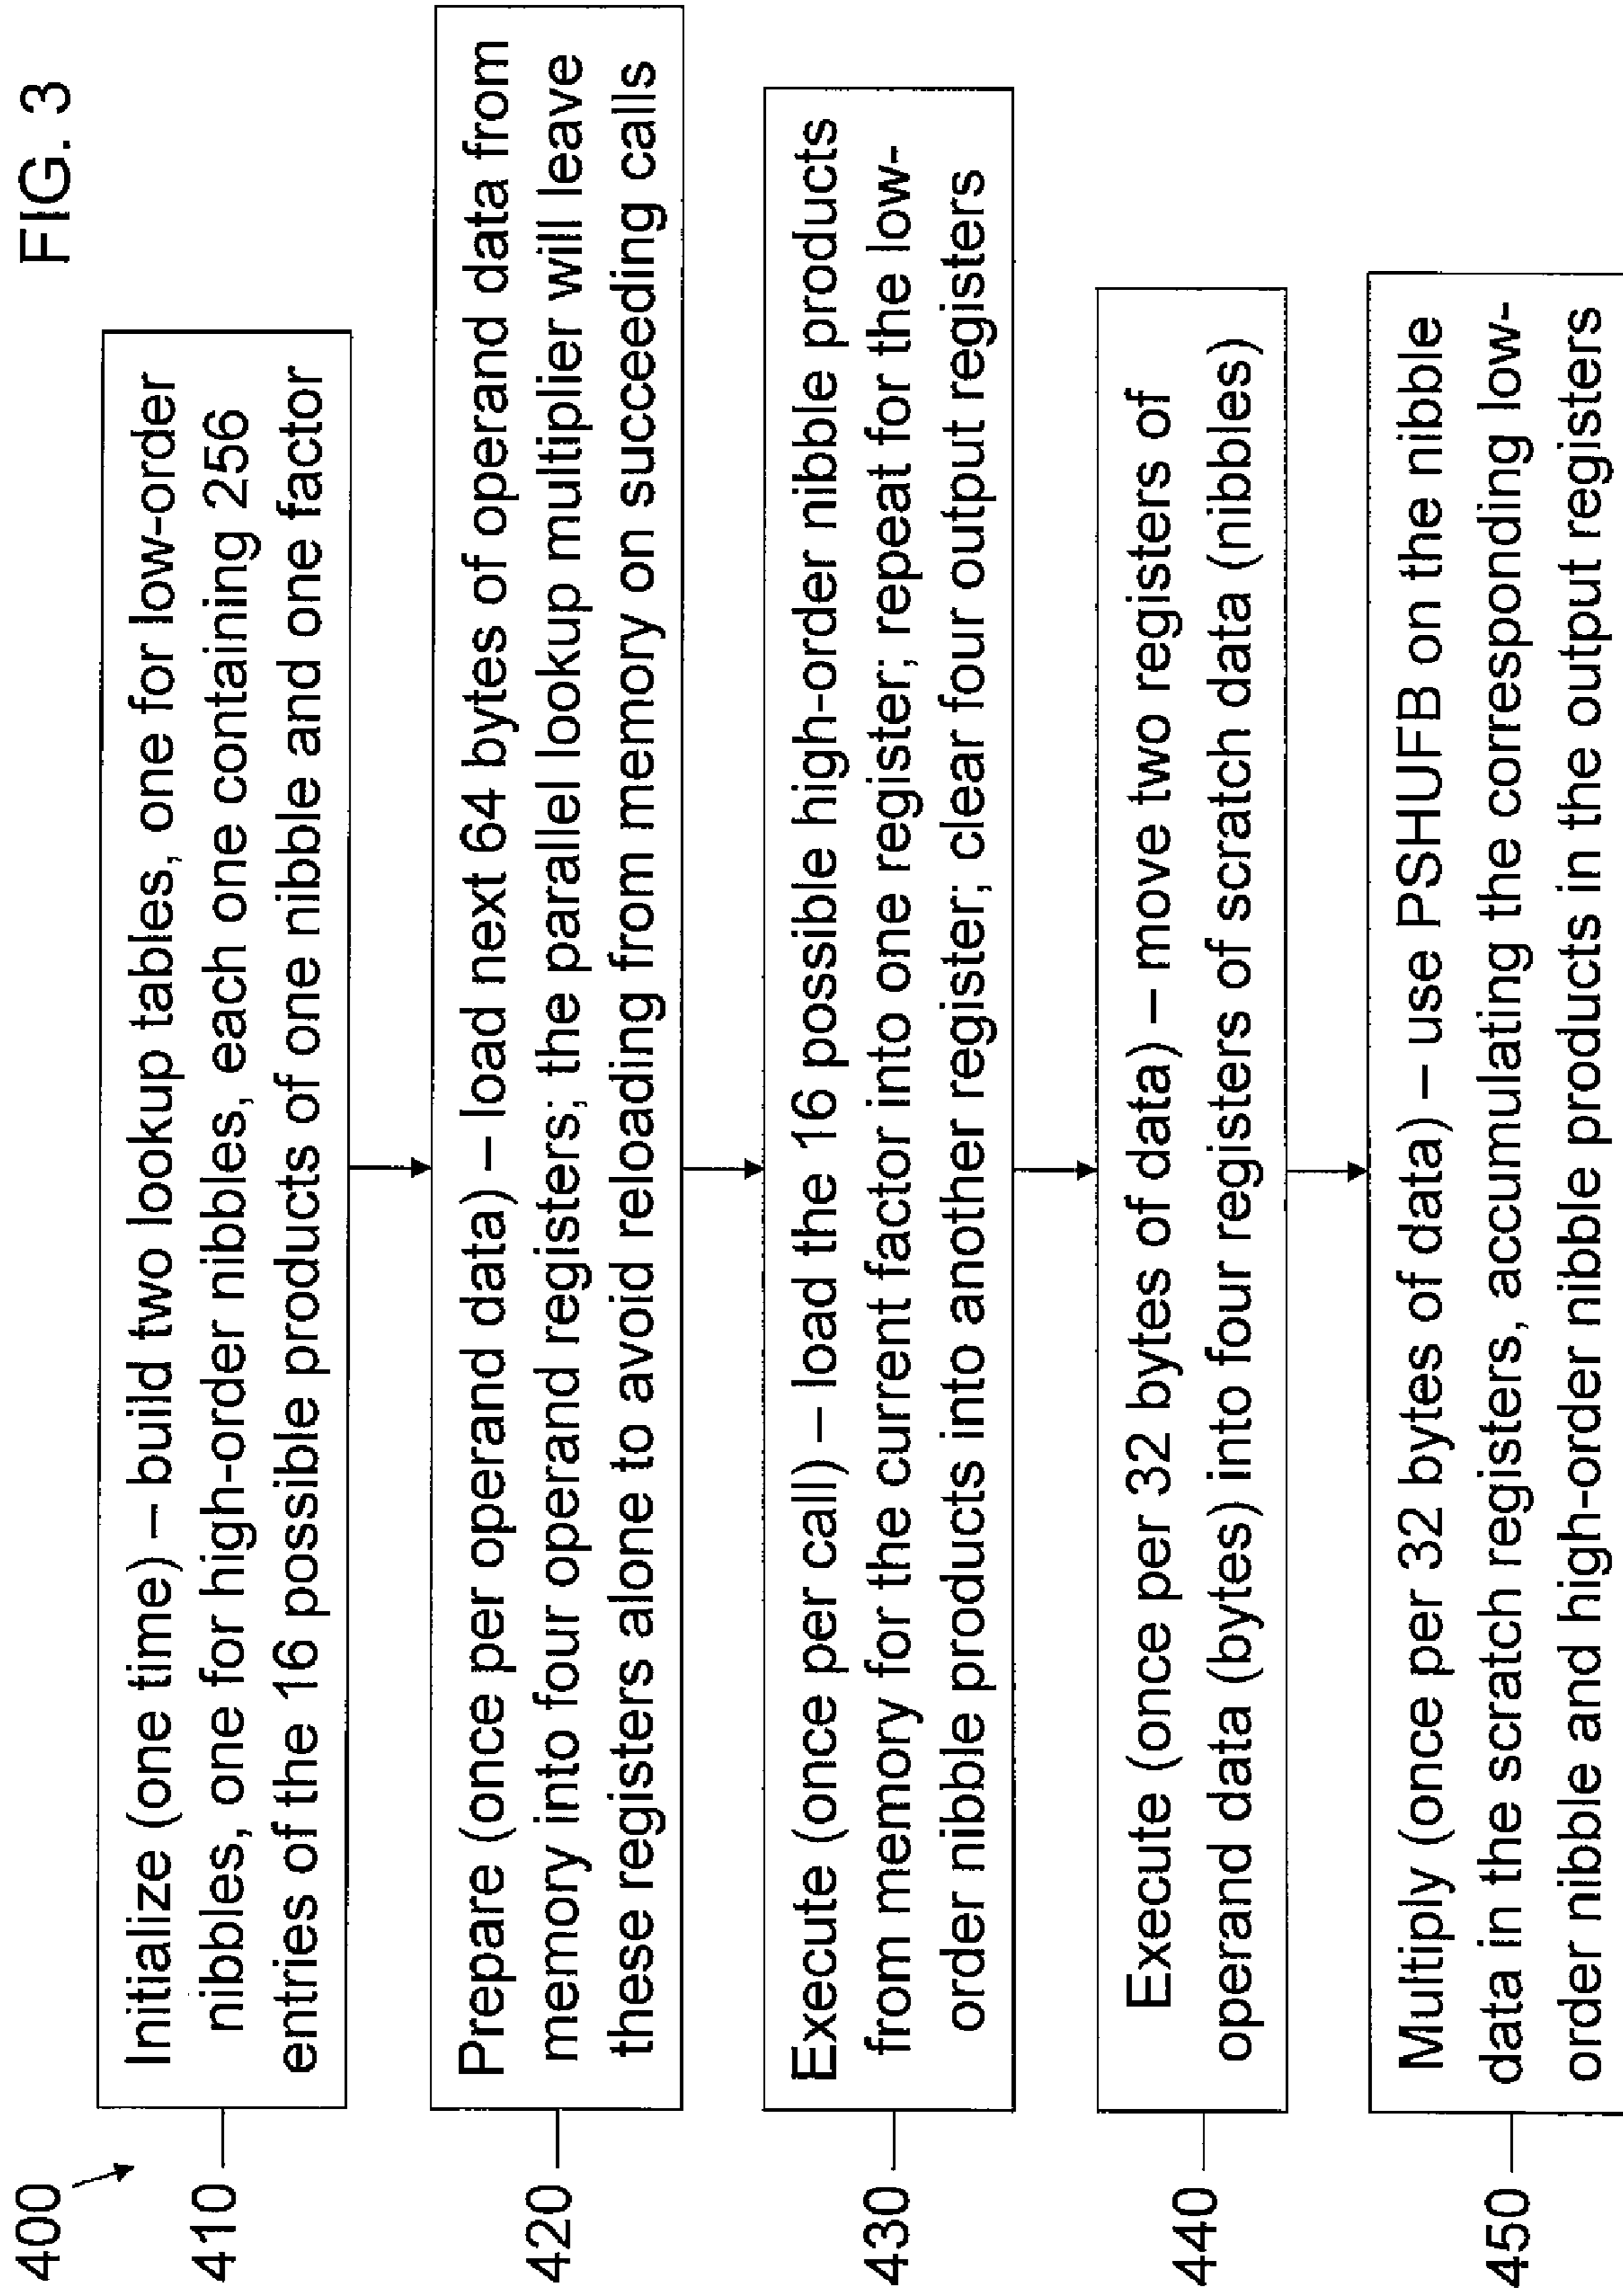 FIG. 3
400
410
Initialize (one time) – build two lookup tables, one for low-order
nibbles, one for high-order nibbles, each one containing 256
entries of the 16 possible products of one nibble and one factor
420
Prepare (once per operand data) – load next 64 bytes of operand data from
memory into four operand registers; the parallel lookup multiplier will leave
these registers alone to avoid reloading from memory on succeeding calls
430
Execute (once per call) – load the 16 possible high-order nibble products
from memory for the current factor into one register; repeat for the low-
order nibble products into another register; clear four output registers
440
Execute (once per 32 bytes of data) – move two registers of
operand data (bytes) into four registers of scratch data (nibbles)
450
Multiply (once per 32 bytes of data) – use PSHUFB on the nibble
data in the scratch registers, accumulating the corresponding low-
order nibble and high-order nibble products in the output registers